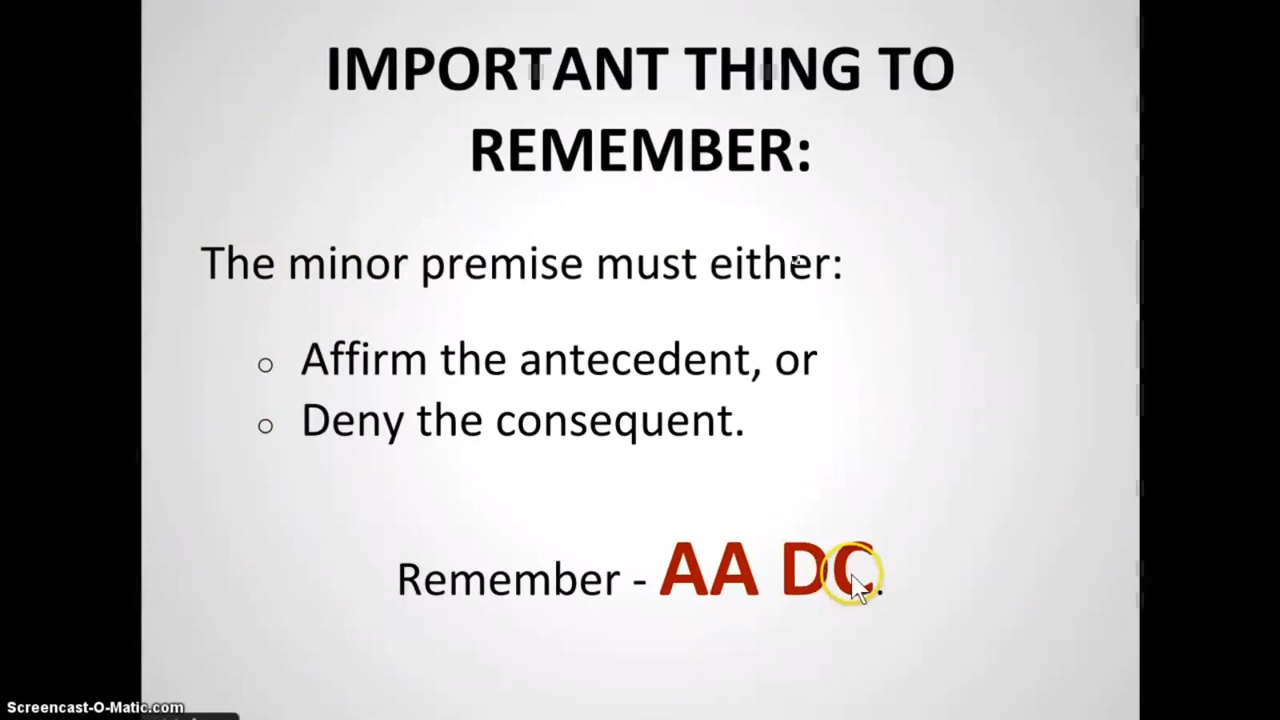 IMPORTANT THING TO
REMEMBER:
The minor premise must either:
○ Affirm the antecedent, or
○ Deny the consequent.
Remember - AA DC.
Screencast-O-Matic.com